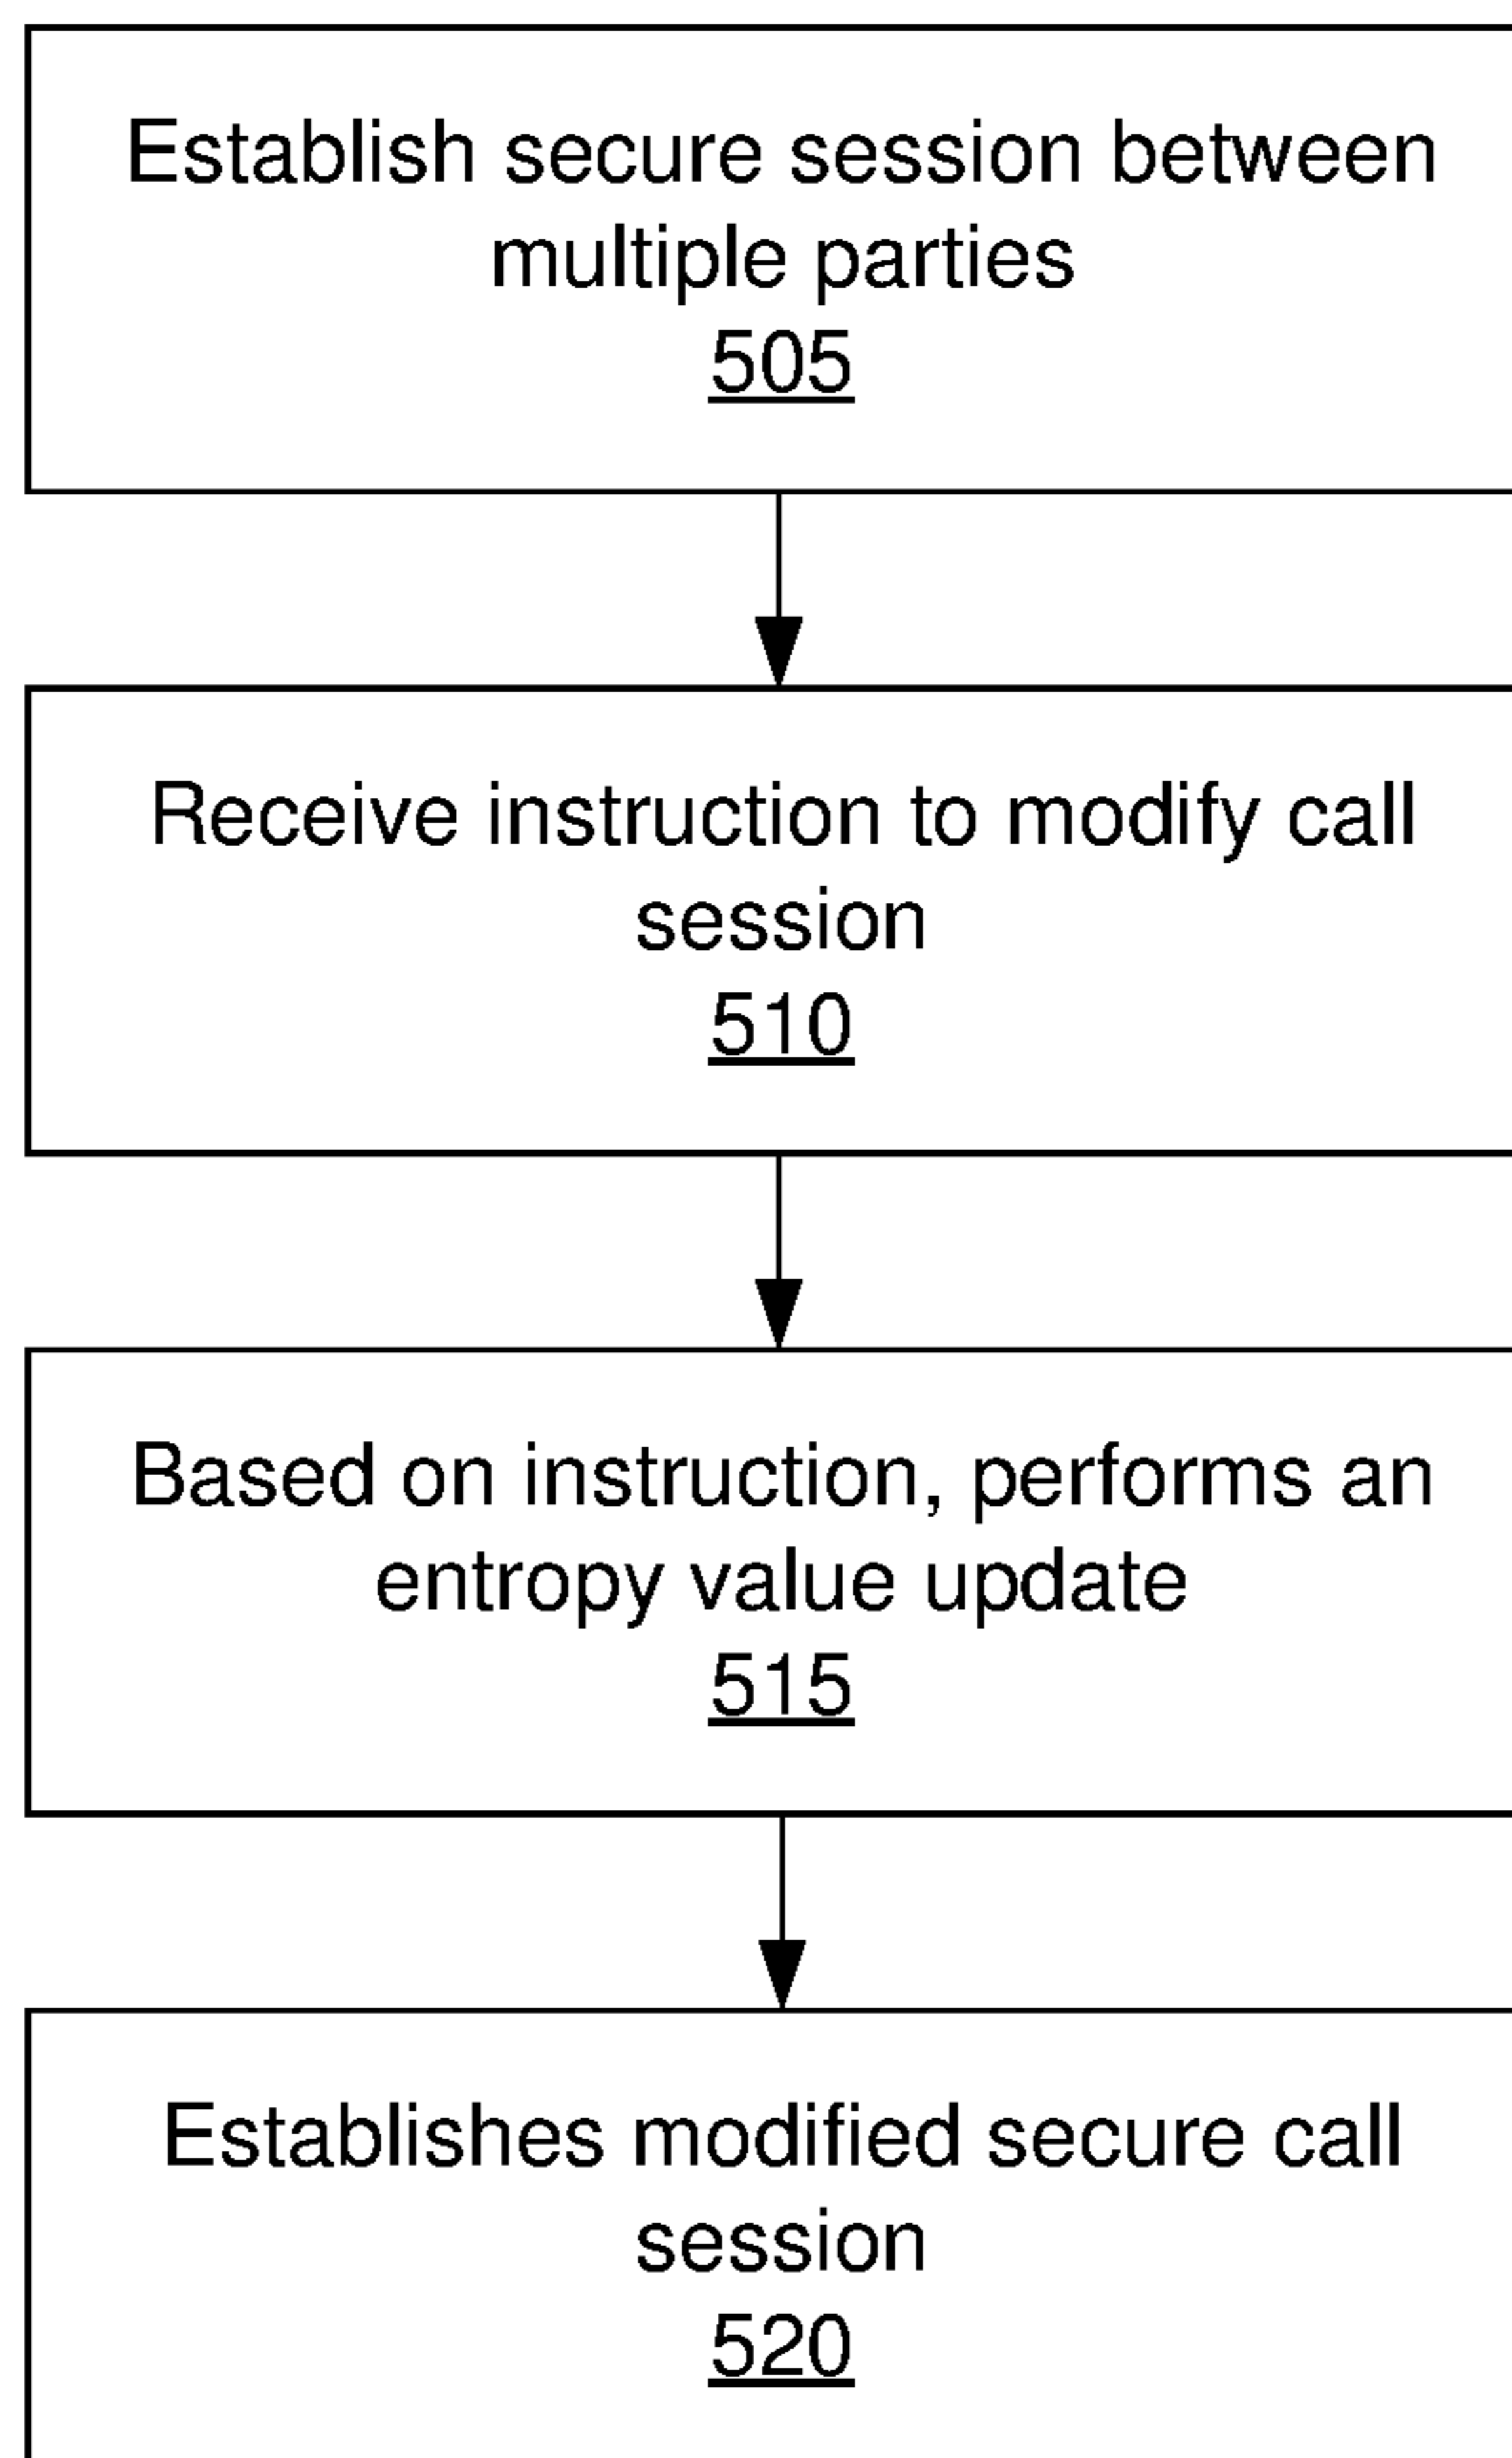 Establish secure session between
multiple parties
505
Receive instruction to modify call
session
510
Based on instruction, performs an
entropy value update
515
Establishes modified secure call
session
520